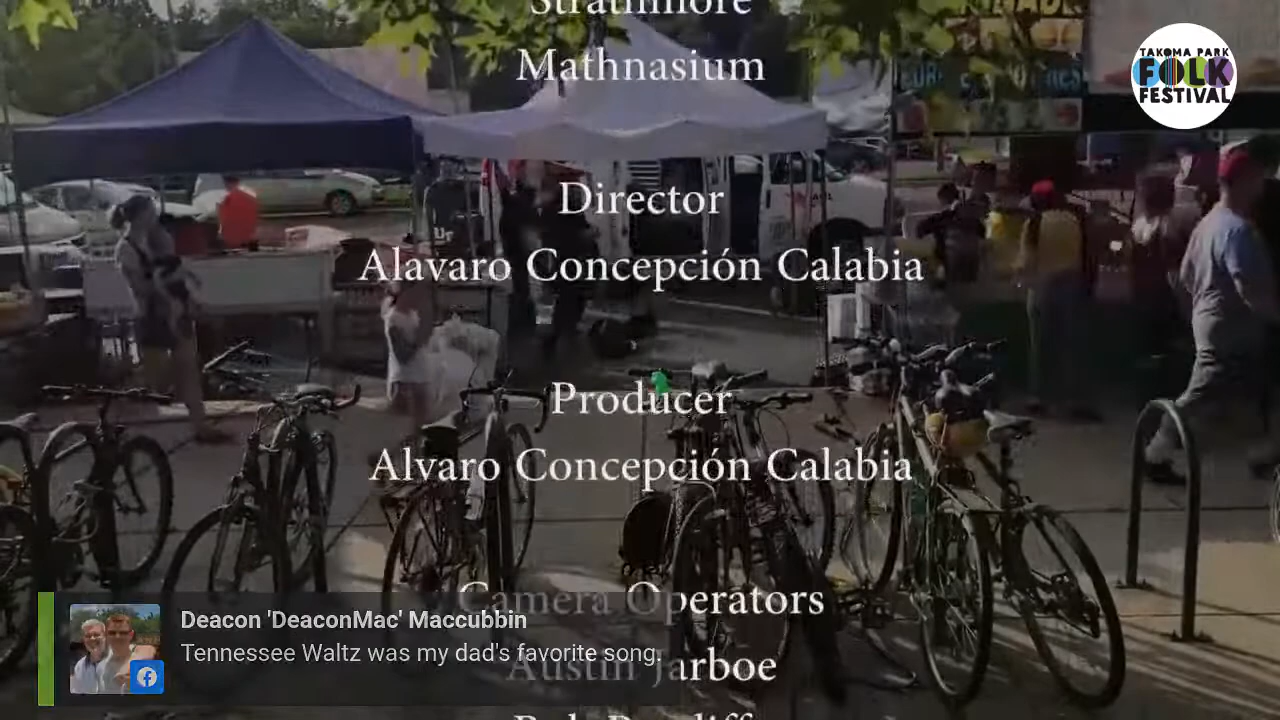 Strathmore
Mathnasium
TAKOMA PARK
FOLK
FESTIVAL
Director
Alavaro Concepción Calabia
Producer
Alvaro Concepción Calabia
Camera Operators
Austin Jarboe
Deacon 'DeaconMac' Maccubbin
Tennessee Waltz was my dad's favorite song.